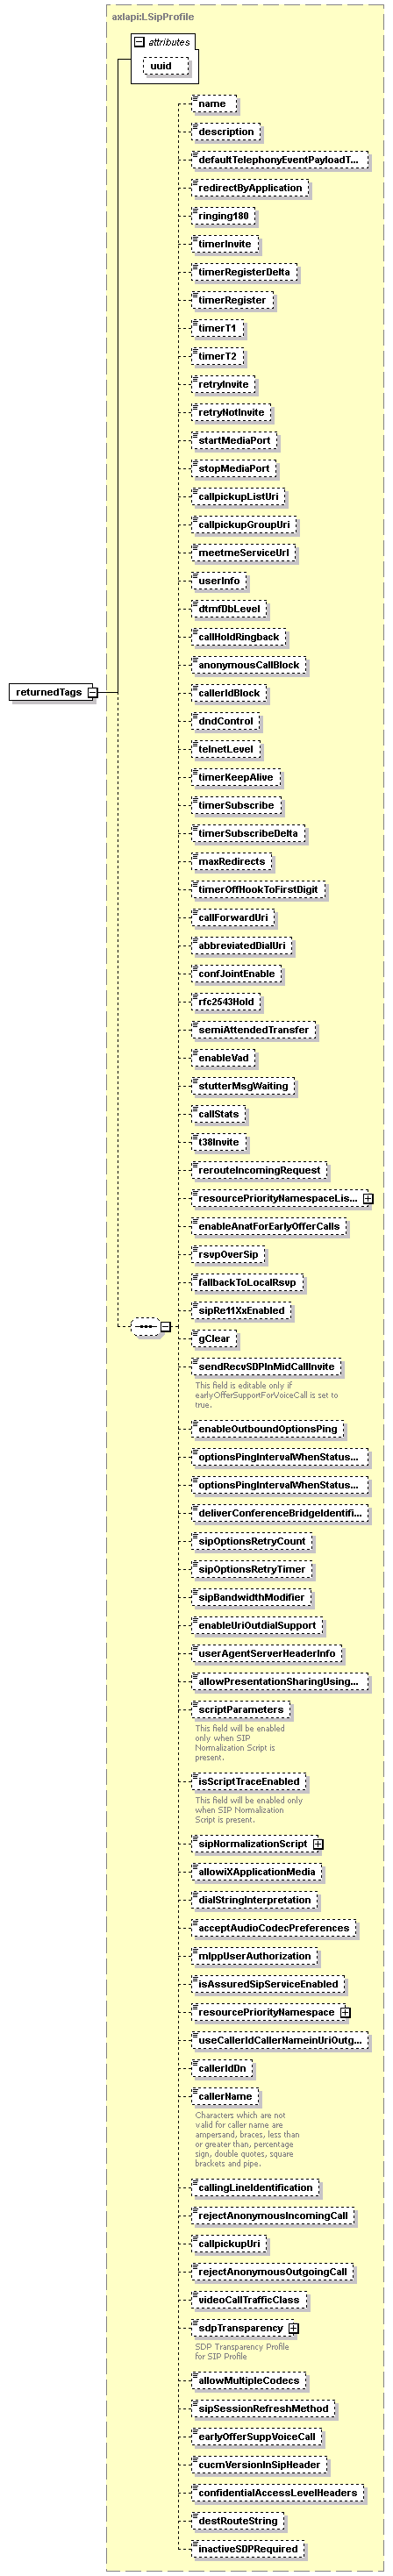 axlapi:LSipProfile
attributes
uuid
name
description
defaultTelephonyEventPayloadT...
redirectByApplication
ringing180
timerInvite
timerRegisterDelta
timerRegister
timerT1
timerT2
retryInvite
retryNotInvite
startMediaPort
stopMediaPort
callpickupListUri
callpickupGroupUri
meetmeServiceUrl
userInfo
dtmfDbLevel
callHoldRingback
anonymousCallBlock
returnedTags
callerIdBlock
dndControl
telnetLevel
timerKeepAlive
timerSubscribe
timerSubscribeDelta
maxRedirects
timerOffHookToFirstDigit
callForwardUri
abbreviatedDialUri
confJointEnable
rfc2543Hold
semiAttendedTransfer
enableVad
stutterMsgWaiting
callStats
t38Invite
rerouteIncomingRequest
resourcePriorityNamespaceLis...
enableAnatForEarlyOfferCalls
rsvpOverSip
fallbackToLocalRsvp
sipRe11XxEnabled
gClear
sendRecvSDPInMidCallInvite
This field is editable only if
earlyOfferSupportForVoiceCall is set to
true.
enableOutboundOptionsPing
optionsPingIntervalWhenStatus...
optionsPingIntervalWhenStatus...
deliverConferenceBridgeIdentifi...
sipOptionsRetryCount
sipOptionsRetryTimer
sipBandwidthModifier
enableUriOutdialSupport
userAgentServerHeaderInfo
allowPresentationSharingUsing...
scriptParameters
This field will be enabled
only when SIP
Normalization Script is
present.
isScriptTraceEnabled
This field will be enabled only
when SIP Normalization
Script is present.
sipNormalizationScript
allowiXApplicationMedia
dialStringInterpretation
acceptAudioCodecPreferences
mlppUserAuthorization
isAssuredSipServiceEnabled
resourcePriorityNamespace
useCallerIdCallerNameinUriOutg...
callerIdDn
callerName
Characters which are not
valid for caller name are
ampersand, braces, less than
or greater than, percentage
sign, double quotes, square
brackets and pipe.
callingLineIdentification
rejectAnonymousIncomingCall
callpickupUri
rejectAnonymousOutgoingCall
videoCallTrafficClass
sdpTransparency
SDP Transparency Profile
for SIP Profile
allowMultipleCodecs
sipSessionRefreshMethod
earlyOfferSuppVoiceCall
cucmVersionInSipHeader
confidentialAccessLevelHeaders
destRouteString
inactiveSDPRequired